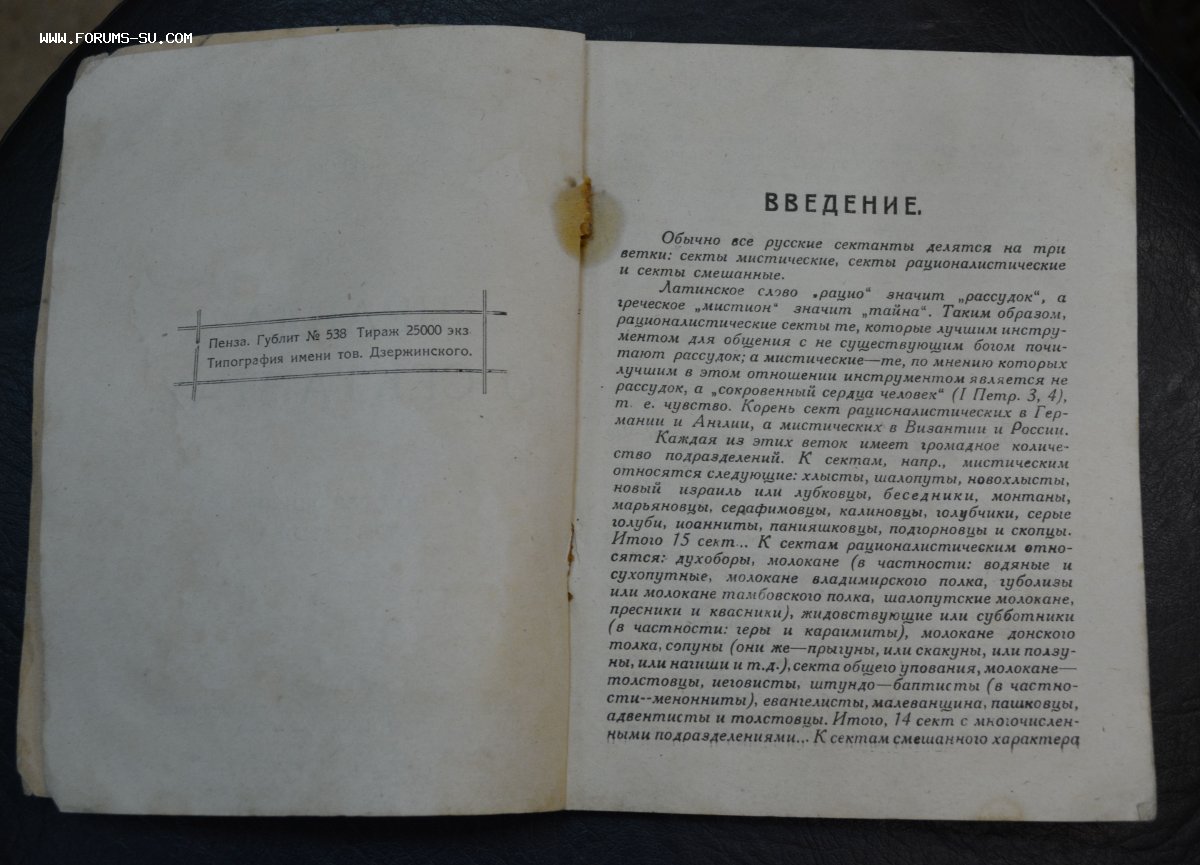 www.FORUMS-SU.COM
Пенза. Гублит № 538 Тираж 25000 экз
Типография имени тов. Дзержинского.
ВВЕДЕНИЕ.
Обычно все русские сектанты делятся на три
ветки: секты мистические, секты рационалистические
и секты смешанные.
Латинское слово „рацио“ значит „рассудок“, а
греческое „мистион“ значит „тайна“. Таким образом,
рационалистические секты те, которые лучшим инстру-
ментом для общения с не существующим богом почи-
тают рассудок; а мистические—те, по мнению которых
лучшим в этом отношении инструментом является не
рассудок, а „сокровенный сердца человек“ (I Петр. 3, 4),
т. е. чувство. Корень сект рационалистических в Гер-
мании и Англии, а мистических в Византии и России.
Каждая из этих веток имеет громадное количе-
ство подразделений. К сектам, напр., мистическим
относятся следующие: хлысты, шалопуты, новохлысты,
новый израиль или лубковцы, беседники, монтаны,
марьяновцы, серафимовцы, калиновцы, голубчики, серые
голуби, иоанниты, панияшковцы, подгорновцы и скопцы.
Итого 15 сект... К сектам рационалистическим отно-
сятся: духоборы, молокане (в частности: водяные и
сухопутные, молокане владимирского полка, губолизы
или молокане тамбовского полка, шалопутские молокане,
пресники и квасники), жидовствующие или субботники
(в частности: геры и караимиты), молокане донского
толка, сопуны (они же—прыгуны, или скакуны, или ползу-
ны, или нагиши и т.д.), секта общего упования, молокане—
толстовцы, иеговисты, штундо—баптисты (в частно-
сти--менонниты), евангелисты, малеванщина, пашковцы,
адвентисты и толстовцы. Итого, 14 сект с многочислен-
ными подразделениями... К сектам смешанного характера